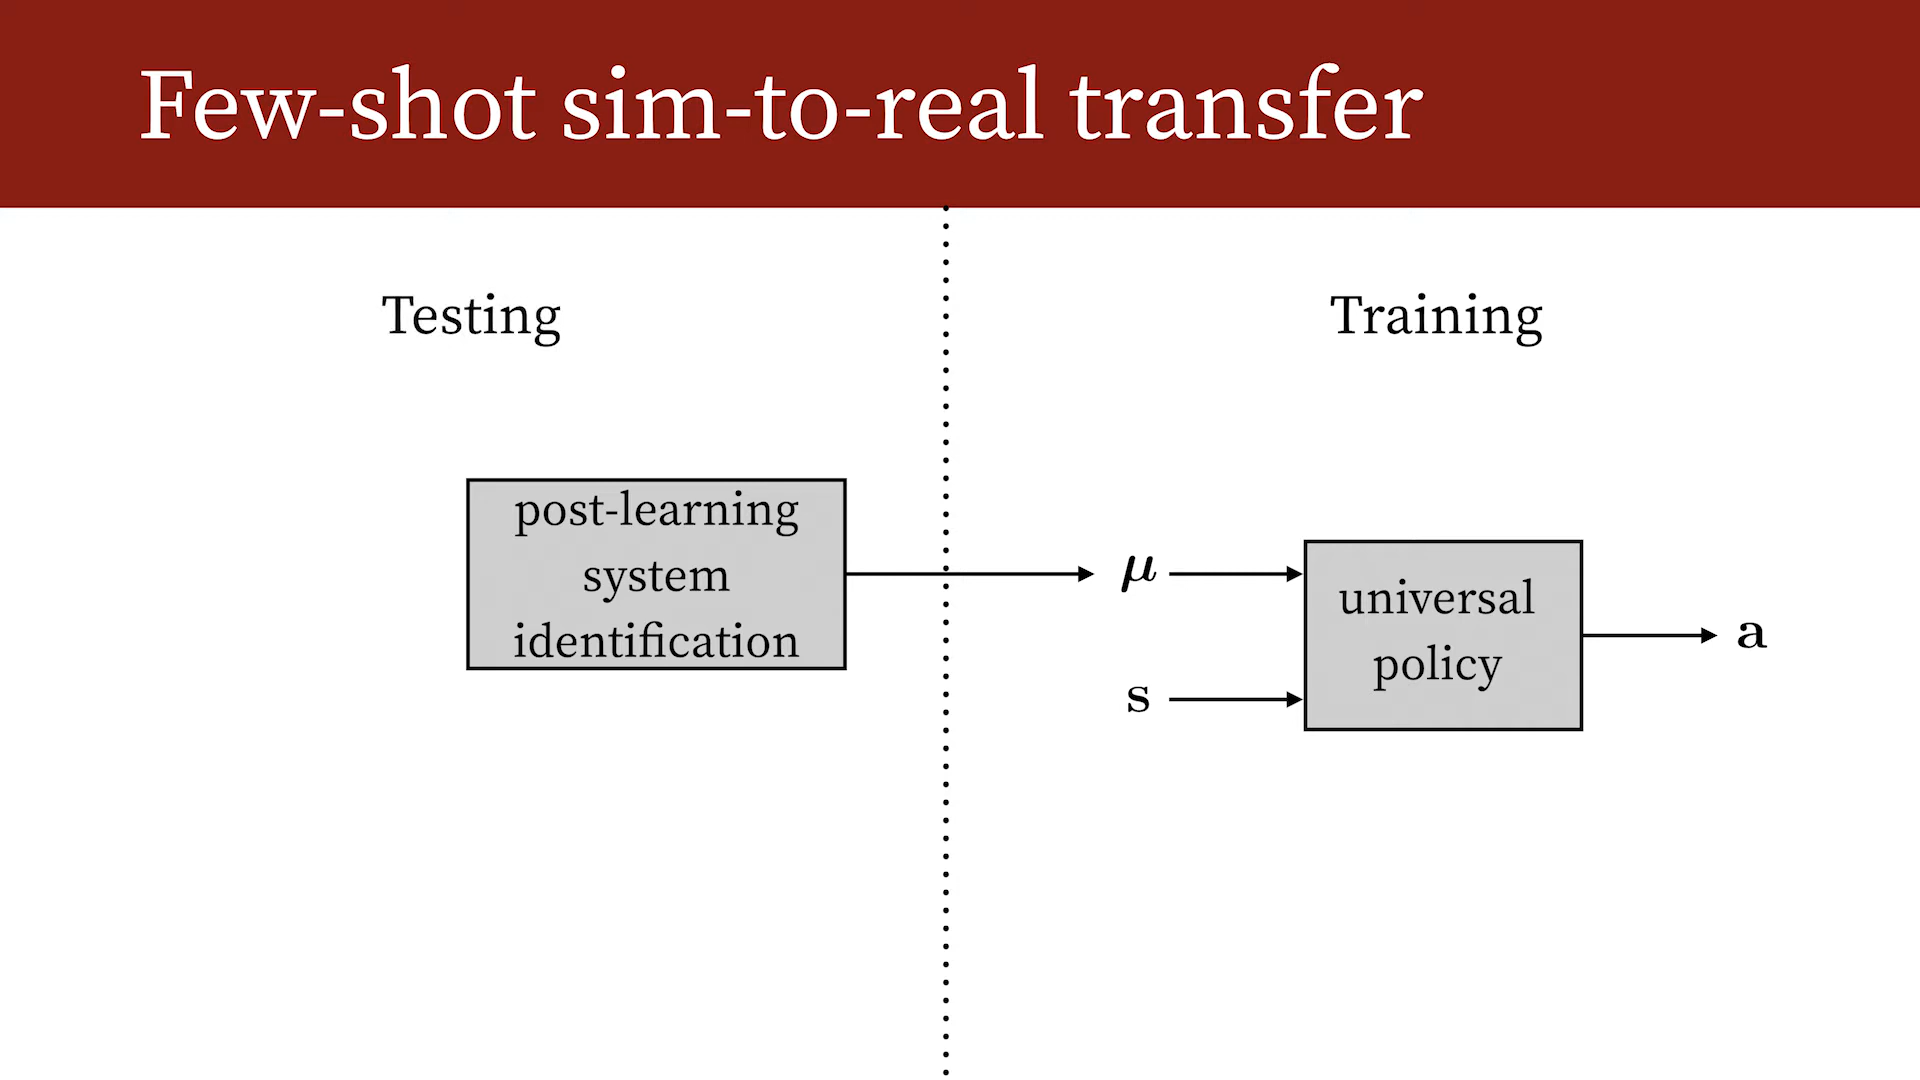 Few-shot sim-to-real transfer
Testing
Training
post-learning
system
identification
μ
s
universal
policy
a